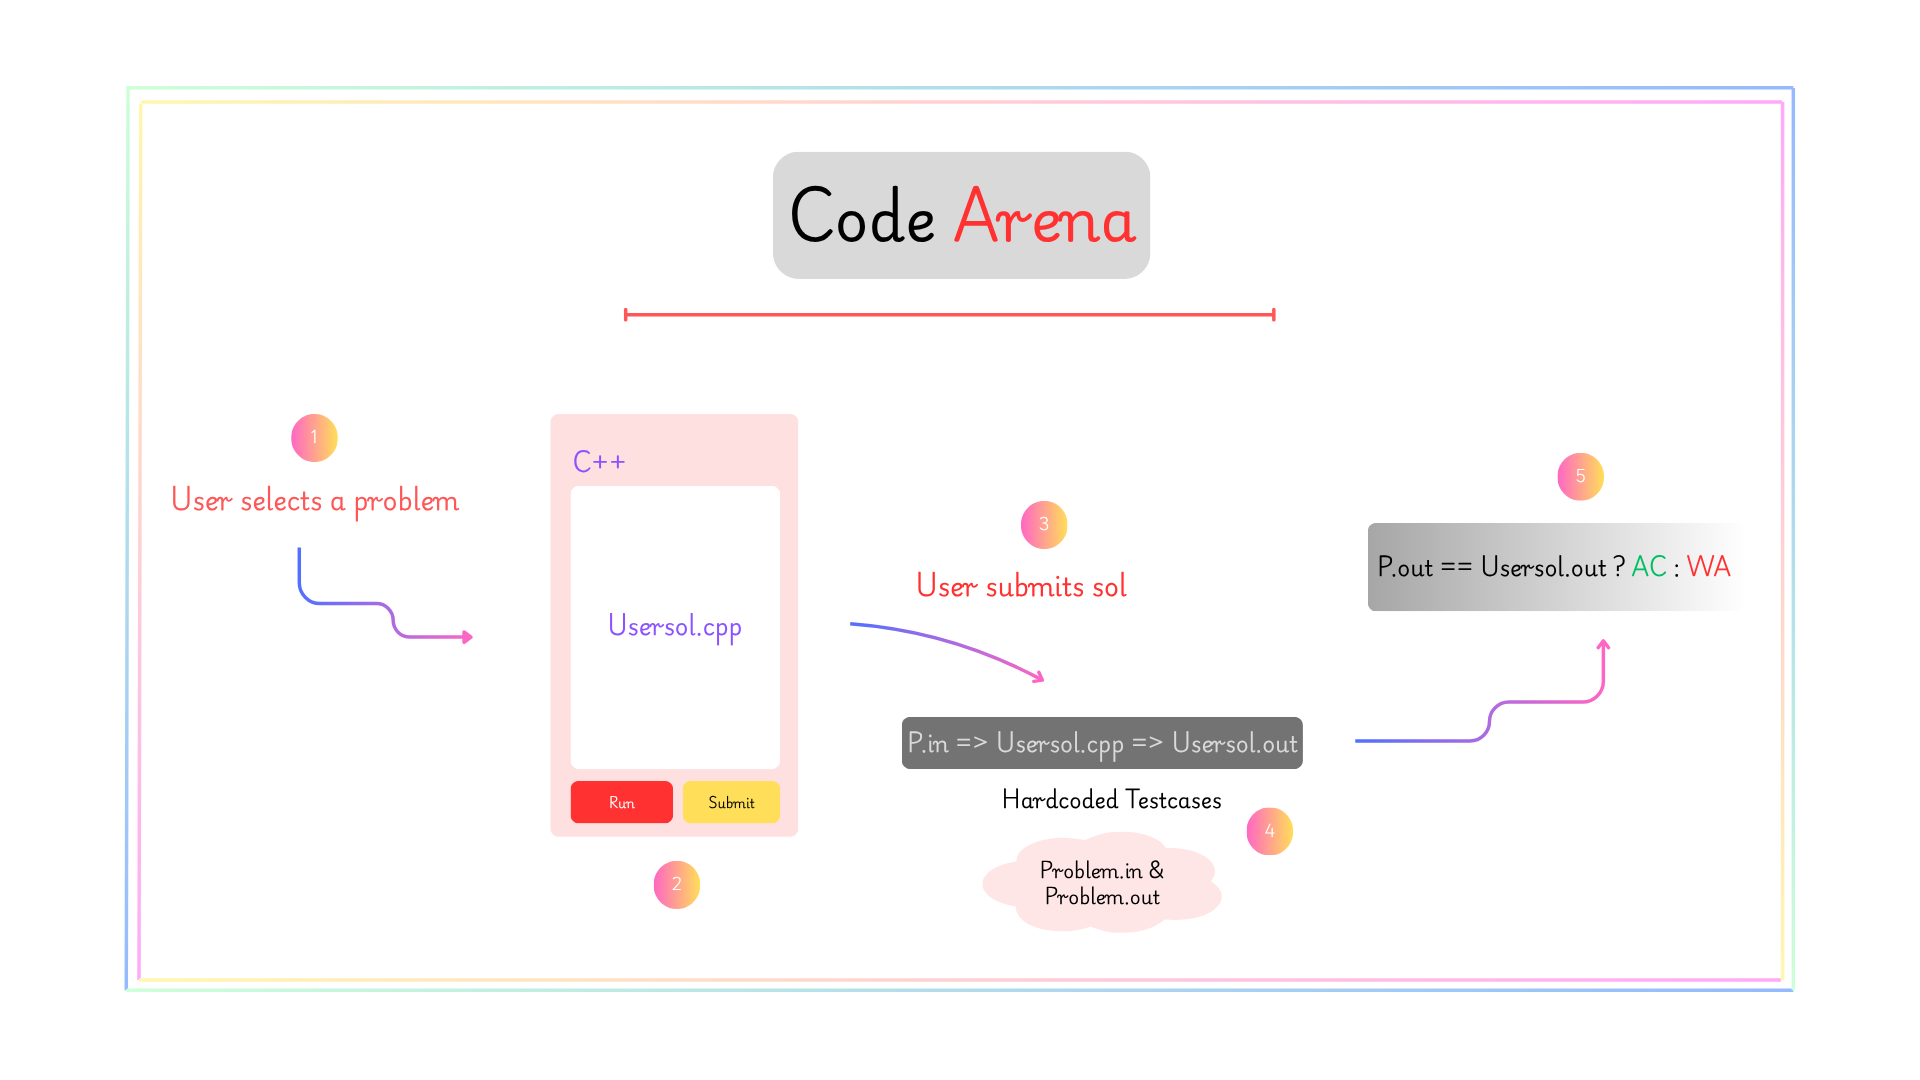 Code Arena
1
User selects a problem
C++
Usersol.cpp
Run
Submit
2
3
User submits sol
P.in => Usersol.cpp => Usersol.out
Hardcoded Testcases
4
Problem.in &
Problem.out
5
P.out == Usersol.out ? AC : WA